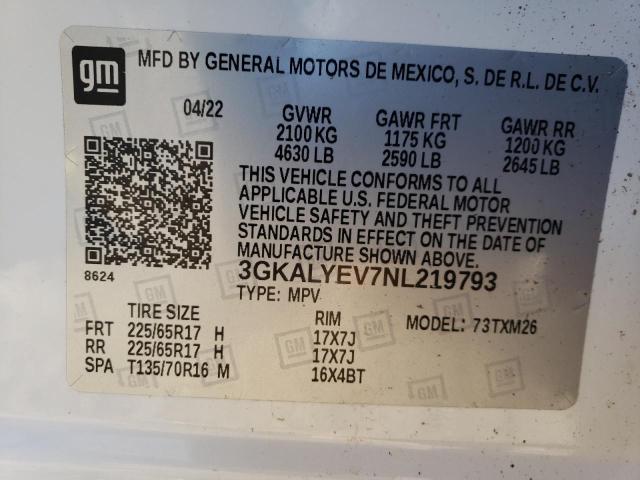 gm MFD BY GENERAL MOTORS DE MEXICO, S. DE R.L. DE C.V.
04/22 GVWR GAWR FRT GAWR RR
2100 KG 1175 KG 1200 KG
4630 LB 2590 LB 2645 LB
THIS VEHICLE CONFORMS TO ALL
APPLICABLE U.S. FEDERAL MOTOR
VEHICLE SAFETY AND THEFT PREVENTION
STANDARDS IN EFFECT ON THE DATE OF
MANUFACTURE SHOWN ABOVE.
8624
3GKALYEV7NL219793
TYPE: MPV
TIRE SIZE RIM MODEL: 73TXM26
FRT 225/65R17 H 17X7J
RR 225/65R17 H 17X7J
SPA T135/70R16 M 16X4BT